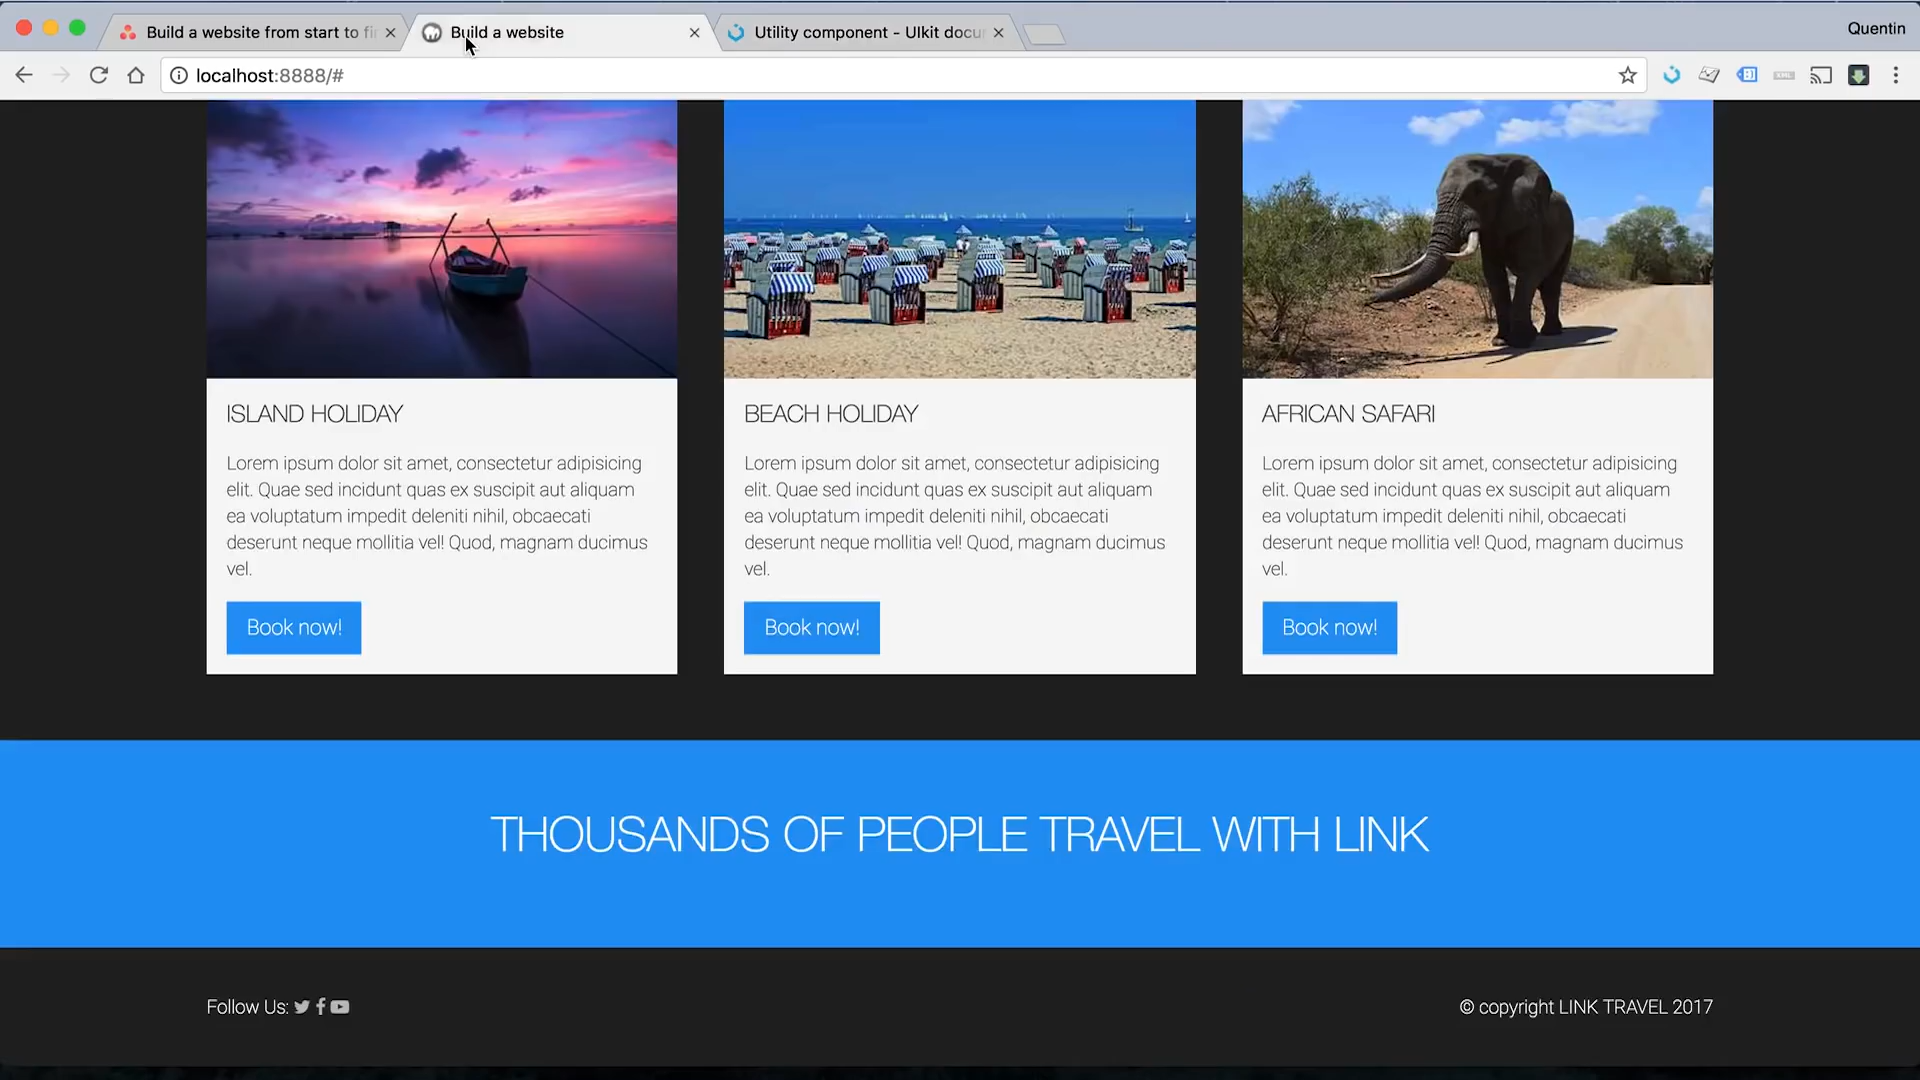 Build a website from start to fi
Build a website
Utility component - UIkit docu
Quentin
localhost:8888/#
ISLAND HOLIDAY
Lorem ipsum dolor sit amet, consectetur adipisicing
elit. Quae sed incidunt quas ex suscipit aut aliquam
ea voluptatum impedit deleniti nihil, obcaecati
deserunt neque mollitia vel! Quod, magnam ducimus
vel.
Book now!
BEACH HOLIDAY
Lorem ipsum dolor sit amet, consectetur adipisicing
elit. Quae sed incidunt quas ex suscipit aut aliquam
ea voluptatum impedit deleniti nihil, obcaecati
deserunt neque mollitia vel! Quod, magnam ducimus
vel.
Book now!
AFRICAN SAFARI
Lorem ipsum dolor sit amet, consectetur adipisicing
elit. Quae sed incidunt quas ex suscipit aut aliquam
ea voluptatum impedit deleniti nihil, obcaecati
deserunt neque mollitia vel! Quod, magnam ducimus
vel.
Book now!
THOUSANDS OF PEOPLE TRAVEL WITH LINK
Follow Us:
© copyright LINK TRAVEL 2017